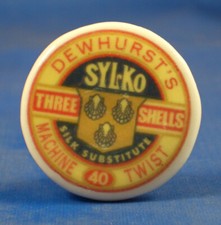 DEWHURST'S
SYL-KO
THREE SHELLS
SILK SUBSTITUTE
MACHINE 40 TWIST